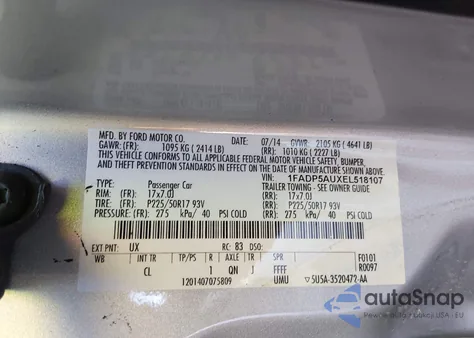 MFD. BY FORD MOTOR CO.
07/14 GVWR: 2105 KG ( 4641 LB)
GAWR: (FR): 1095 KG ( 2414 LB) (RR): 1010 KG ( 2227 LB)
THIS VEHICLE CONFORMS TO ALL APPLICABLE FEDERAL MOTOR VEHICLE SAFETY, BUMPER,
AND THEFT PREVENTION STANDARDS IN EFFECT ON THE DATE OF MANUFACTURE SHOWN ABOVE.
VIN: 1FADP5AUXEL518107
TYPE: Passenger Car TRAILER TOWING - SEE OWNER GUIDE
RIM: (FR): (17x7.0J) (RR): (17x7.0J)
TIRES: (FR): P225/50R17 93V (RR): P225/50R17 93V
PRESSURE: (FR): 275 kPa/ 40 PSI COLD (RR): 275 kPa/ 40 PSI COLD
EXT PNT: UX RC: B3 DSO:
WB INT TR TP/PS R AXLE TR SPR F0101
CL 1 QN J FFFF R0097
1201407075809 UMU 5U5A-3520472-AA
autoSnap